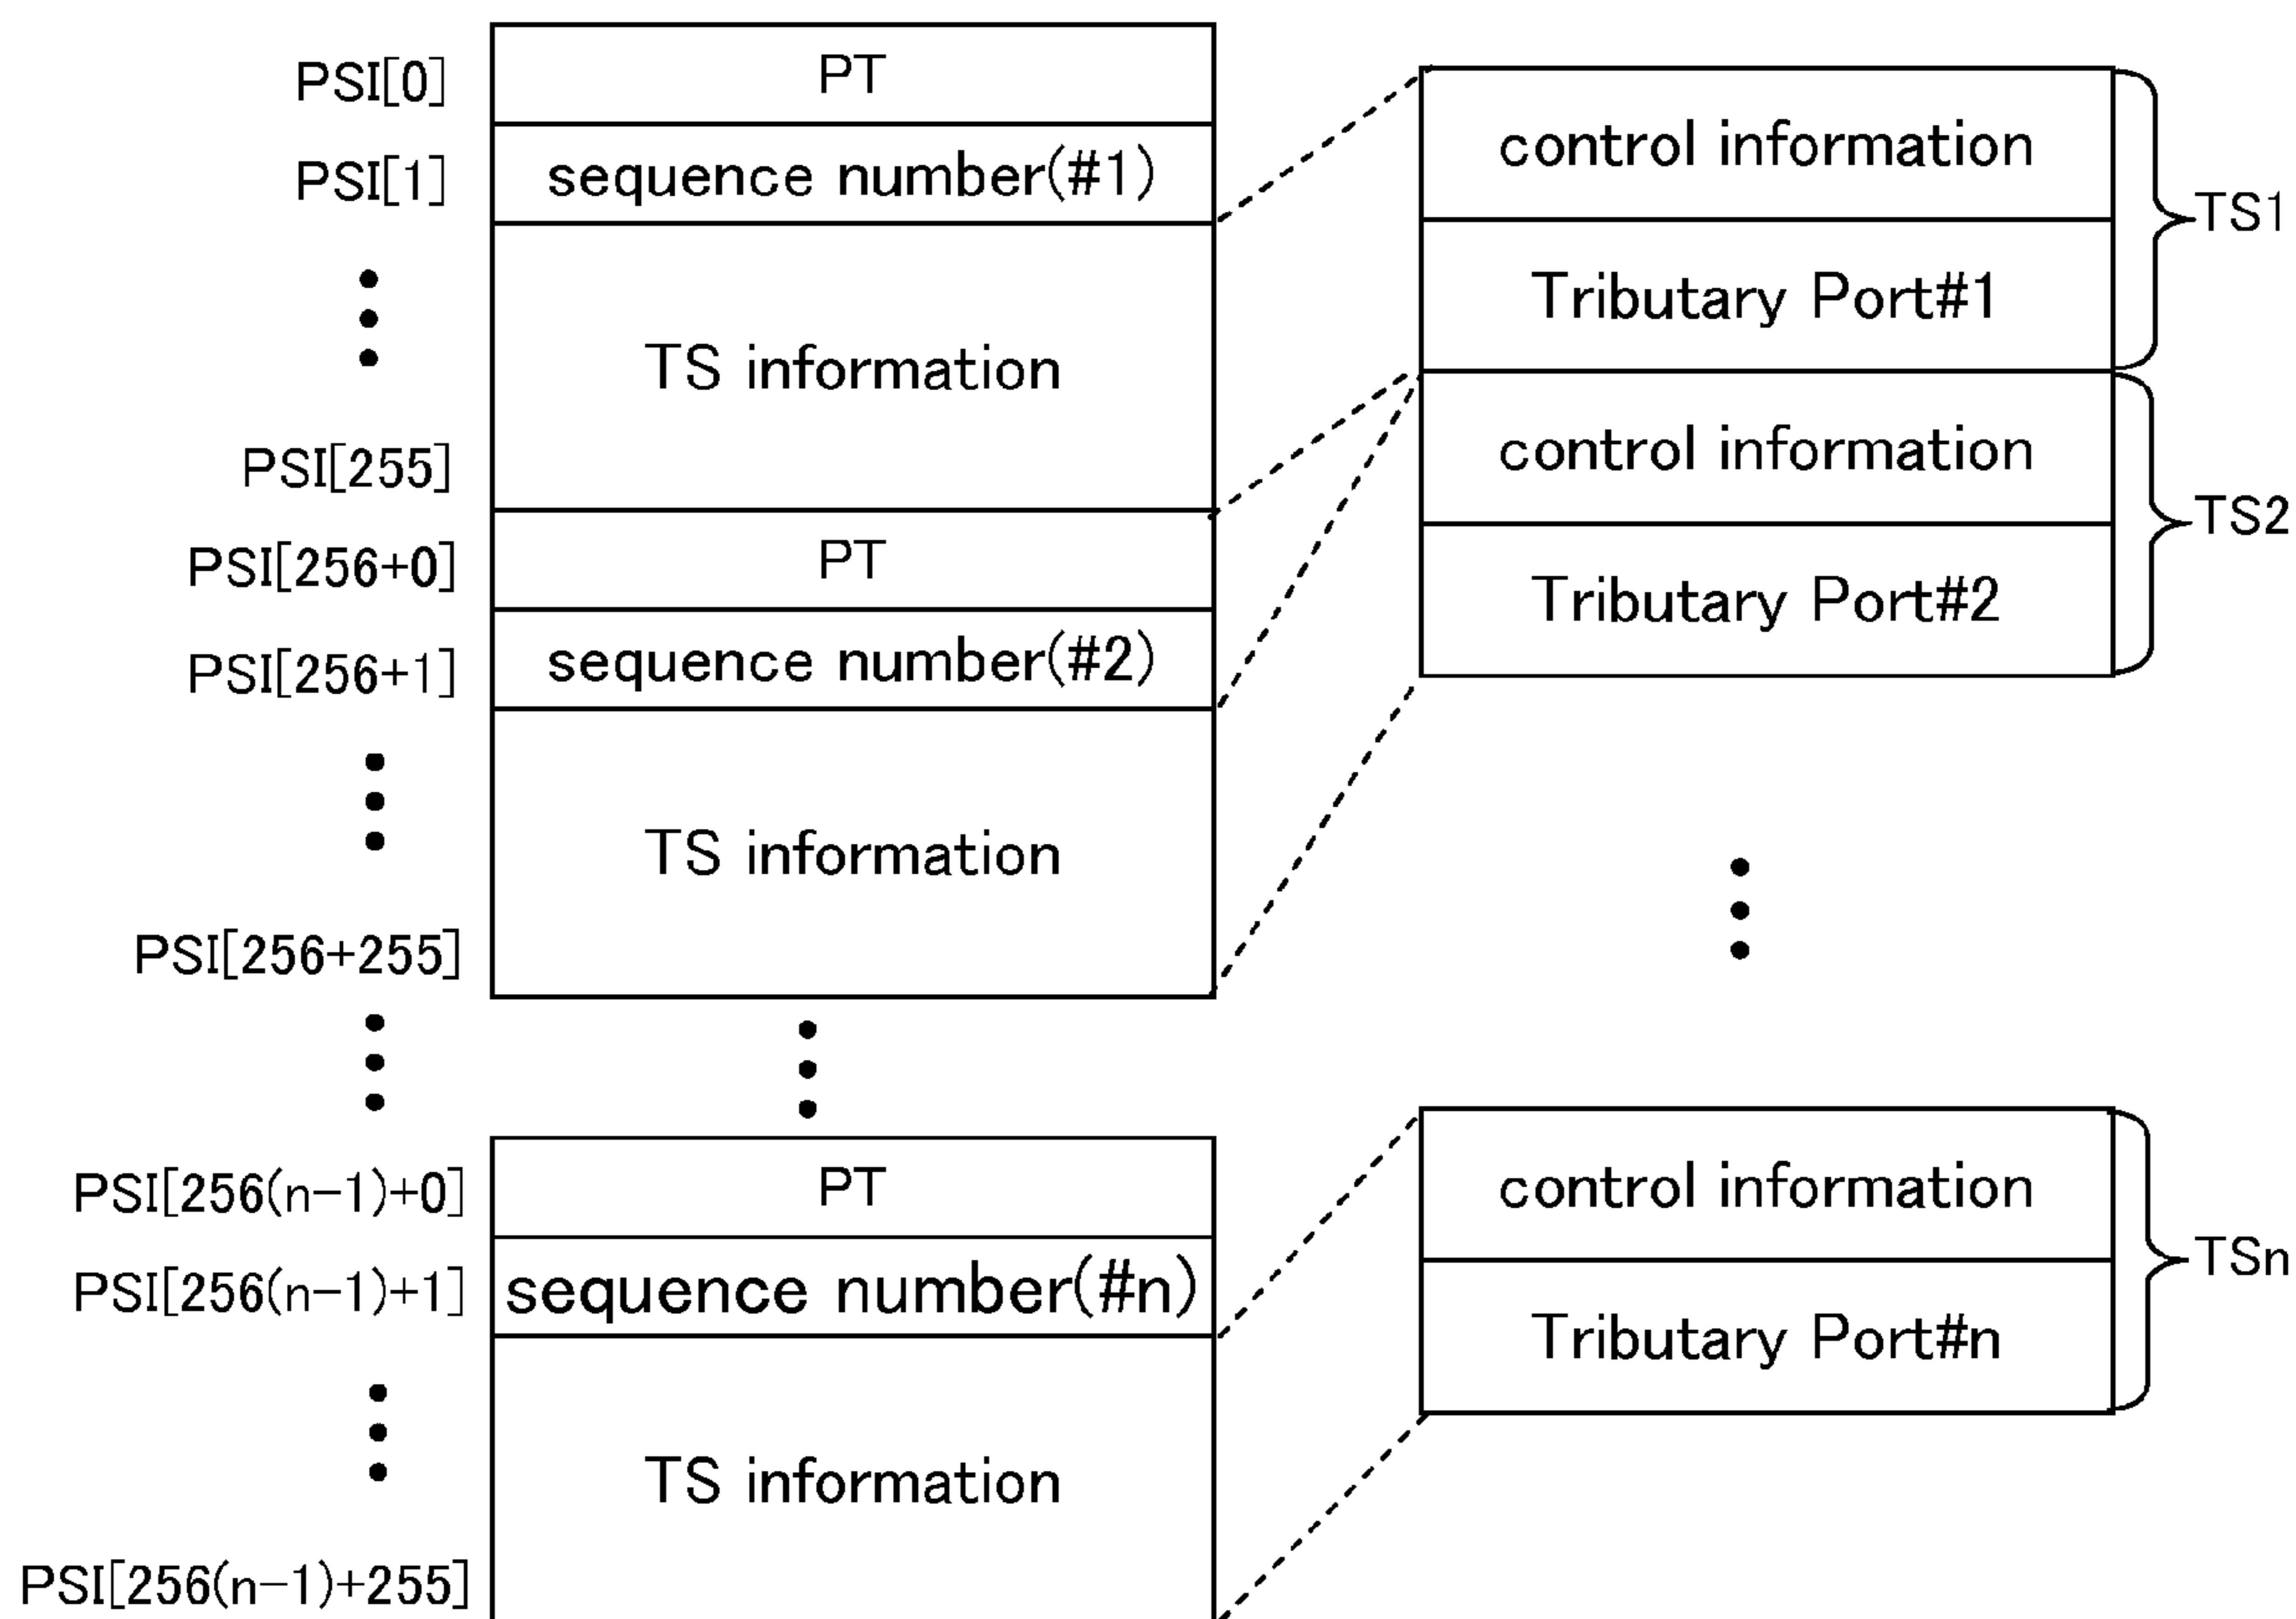 PSI[0]
PT
PSI[1]
sequence number(#1)
TS information
PSI[255]
PSI[256+0]
PT
PSI[256+1]
sequence number(#2)
TS information
PSI[256+255]
PSI[256(n-1)+0]
PT
PSI[256(n-1)+1]
sequence number(#n)
TS information
PSI[256(n-1)+255]
control information
Tributary Port#1
TS1
control information
Tributary Port#2
TS2
control information
Tributary Port#n
TSn